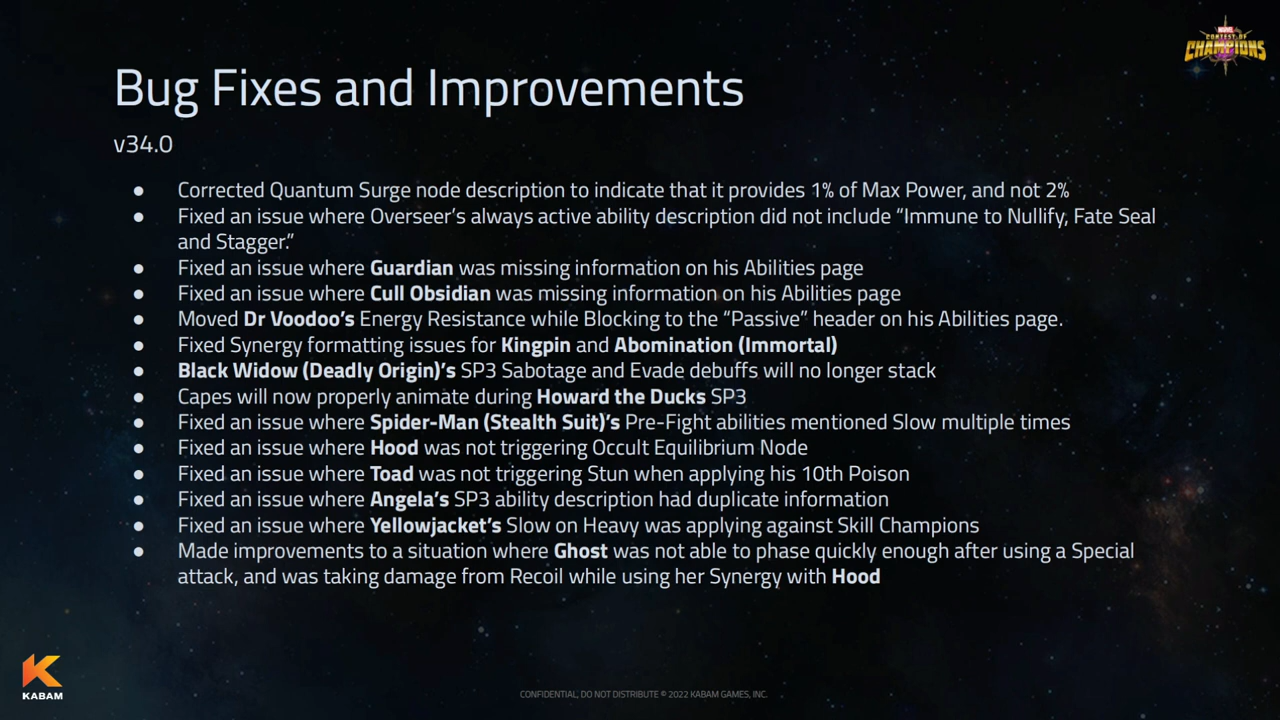 MARVEL
CONTEST OF
CHAMPIONS
Bug Fixes and Improvements
v34.0
● Corrected Quantum Surge node description to indicate that it provides 1% of Max Power, and not 2%
● Fixed an issue where Overseer’s always active ability description did not include “Immune to Nullify, Fate Seal
and Stagger.”
● Fixed an issue where Guardian was missing information on his Abilities page
● Fixed an issue where Cull Obsidian was missing information on his Abilities page
● Moved Dr Voodoo’s Energy Resistance while Blocking to the “Passive” header on his Abilities page.
● Fixed Synergy formatting issues for Kingpin and Abomination (Immortal)
● Black Widow (Deadly Origin)’s SP3 Sabotage and Evade debuffs will no longer stack
● Capes will now properly animate during Howard the Ducks SP3
● Fixed an issue where Spider-Man (Stealth Suit)’s Pre-Fight abilities mentioned Slow multiple times
● Fixed an issue where Hood was not triggering Occult Equilibrium Node
● Fixed an issue where Toad was not triggering Stun when applying his 10th Poison
● Fixed an issue where Angela’s SP3 ability description had duplicate information
● Fixed an issue where Yellowjacket’s Slow on Heavy was applying against Skill Champions
● Made improvements to a situation where Ghost was not able to phase quickly enough after using a Special
attack, and was taking damage from Recoil while using her Synergy with Hood
KABAM
CONFIDENTIAL, DO NOT DISTRIBUTE © 2022 KABAM GAMES, INC.